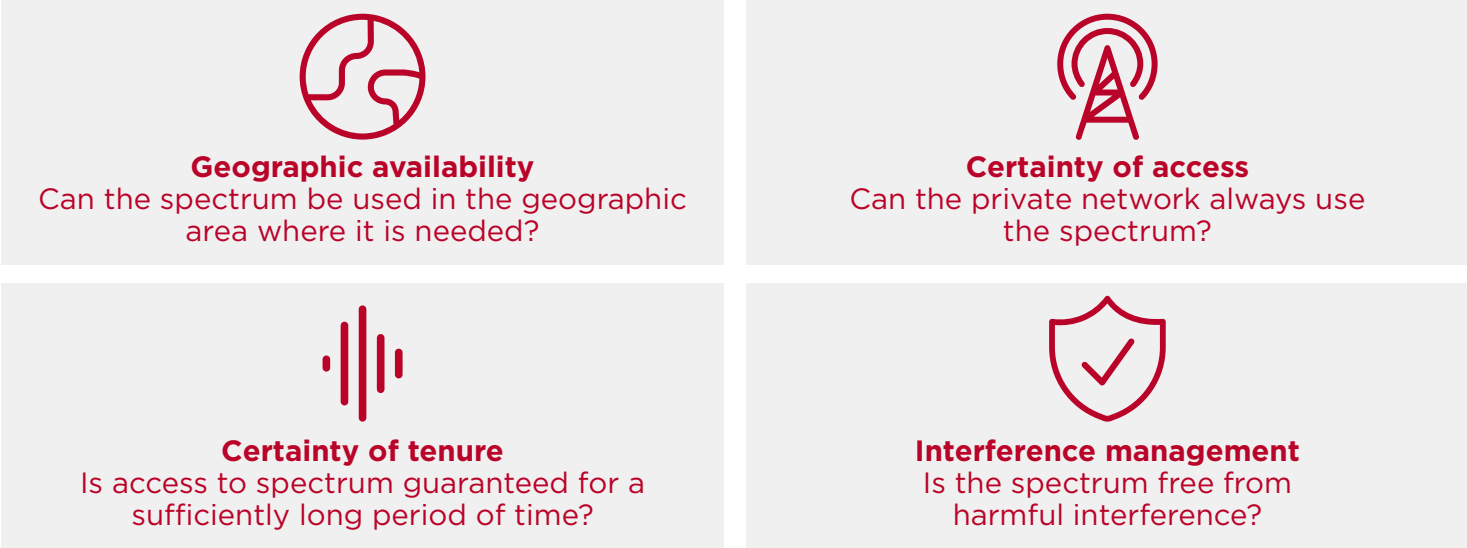 Geographic availability
Can the spectrum be used in the geographic
area where it is needed?
Certainty of access
Can the private network always use
the spectrum?
Certainty of tenure
Is access to spectrum guaranteed for a
sufficiently long period of time?
Interference management
Is the spectrum free from
harmful interference?